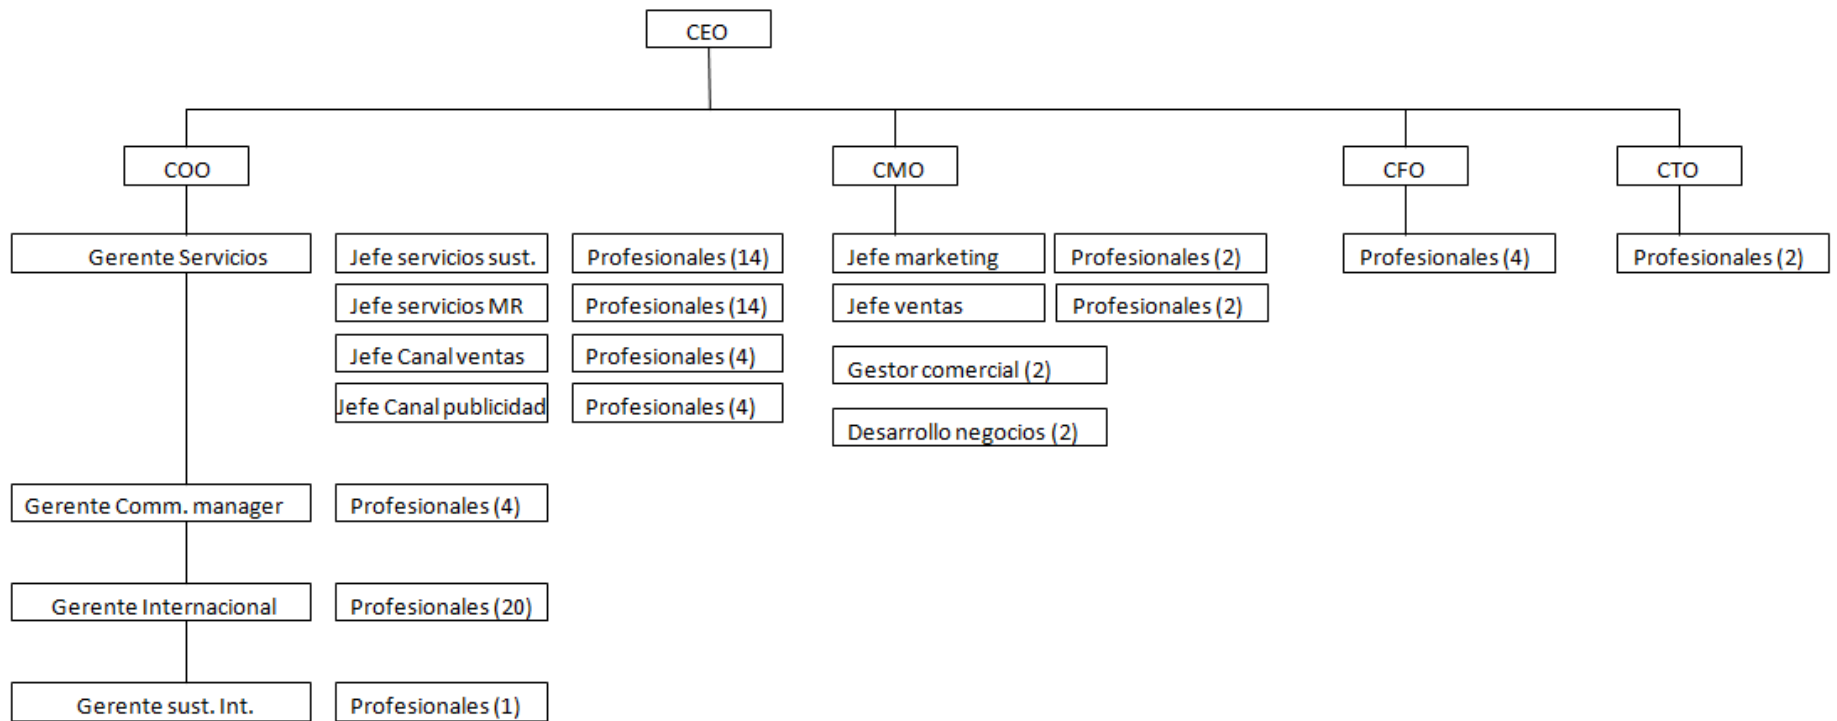 CEO
COO
CMO
CFO
CTO
Gerente Servicios
Jefe servicios sust.
Profesionales (14)
Jefe marketing
Profesionales (2)
Profesionales (4)
Profesionales (2)
Jefe servicios MR
Profesionales (14)
Jefe ventas
Profesionales (2)
Jefe Canal ventas
Profesionales (4)
Gestor comercial (2)
Jefe Canal publicidad
Profesionales (4)
Desarrollo negocios (2)
Gerente Comm. manager
Profesionales (4)
Gerente Internacional
Profesionales (20)
Gerente sust. Int.
Profesionales (1)